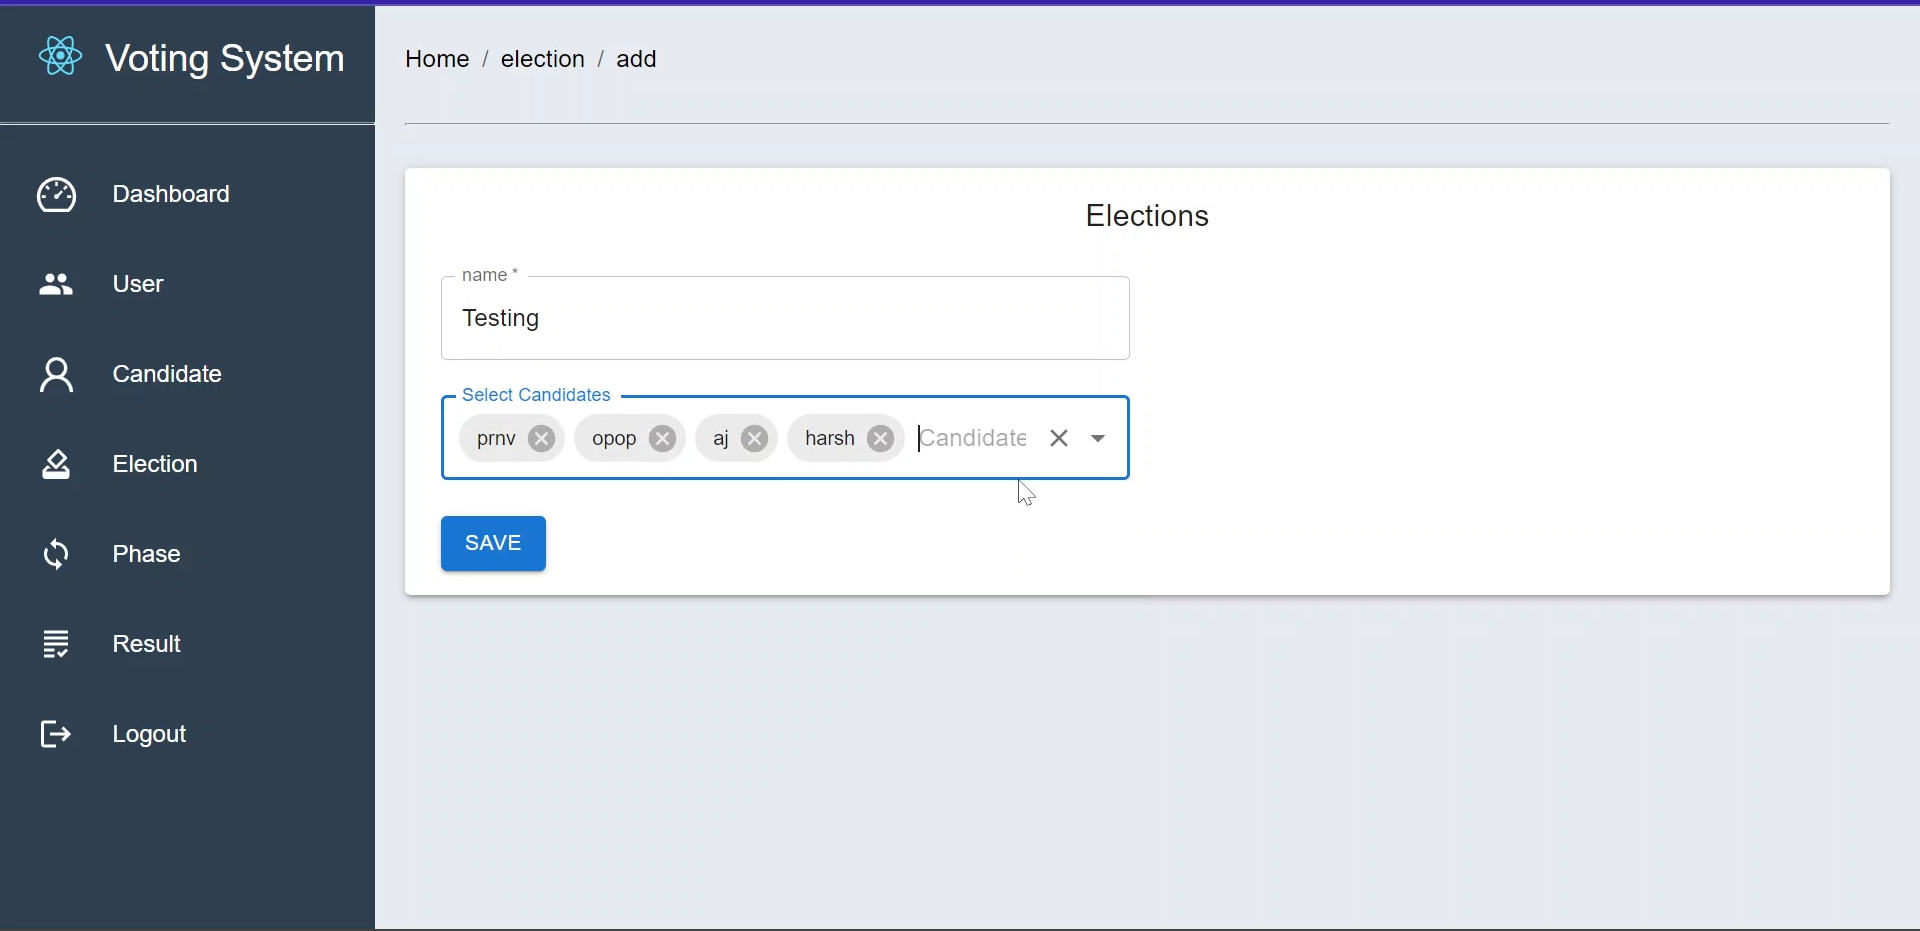 Voting System
Home / election / add
Dashboard
User
Candidate
Election
Phase
Result
Logout
Elections
name *
Testing
Select Candidates
prnv opop aj harsh Candidate
SAVE